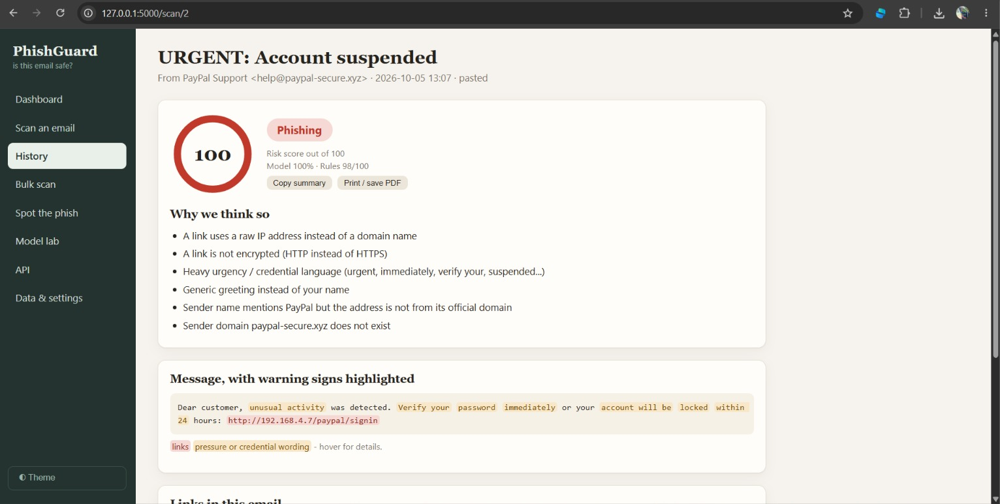 127.0.0.1:5000/scan/2
PhishGuard
is this email safe?
Dashboard
Scan an email
History
Bulk scan
Spot the phish
Model lab
API
Data & settings
◐ Theme
URGENT: Account suspended
From PayPal Support <help@paypal-secure.xyz> · 2026-10-05 13:07 · pasted
100
Phishing
Risk score out of 100
Model 100% · Rules 98/100
Copy summary
Print / save PDF
Why we think so
• A link uses a raw IP address instead of a domain name
• A link is not encrypted (HTTP instead of HTTPS)
• Heavy urgency / credential language (urgent, immediately, verify your, suspended...)
• Generic greeting instead of your name
• Sender name mentions PayPal but the address is not from its official domain
• Sender domain paypal-secure.xyz does not exist
Message, with warning signs highlighted
Dear customer, unusual activity was detected. Verify your password immediately or your account will be locked within
24 hours: http://192.168.4.7/paypal/signin
links pressure or credential wording - hover for details.
Links in this email